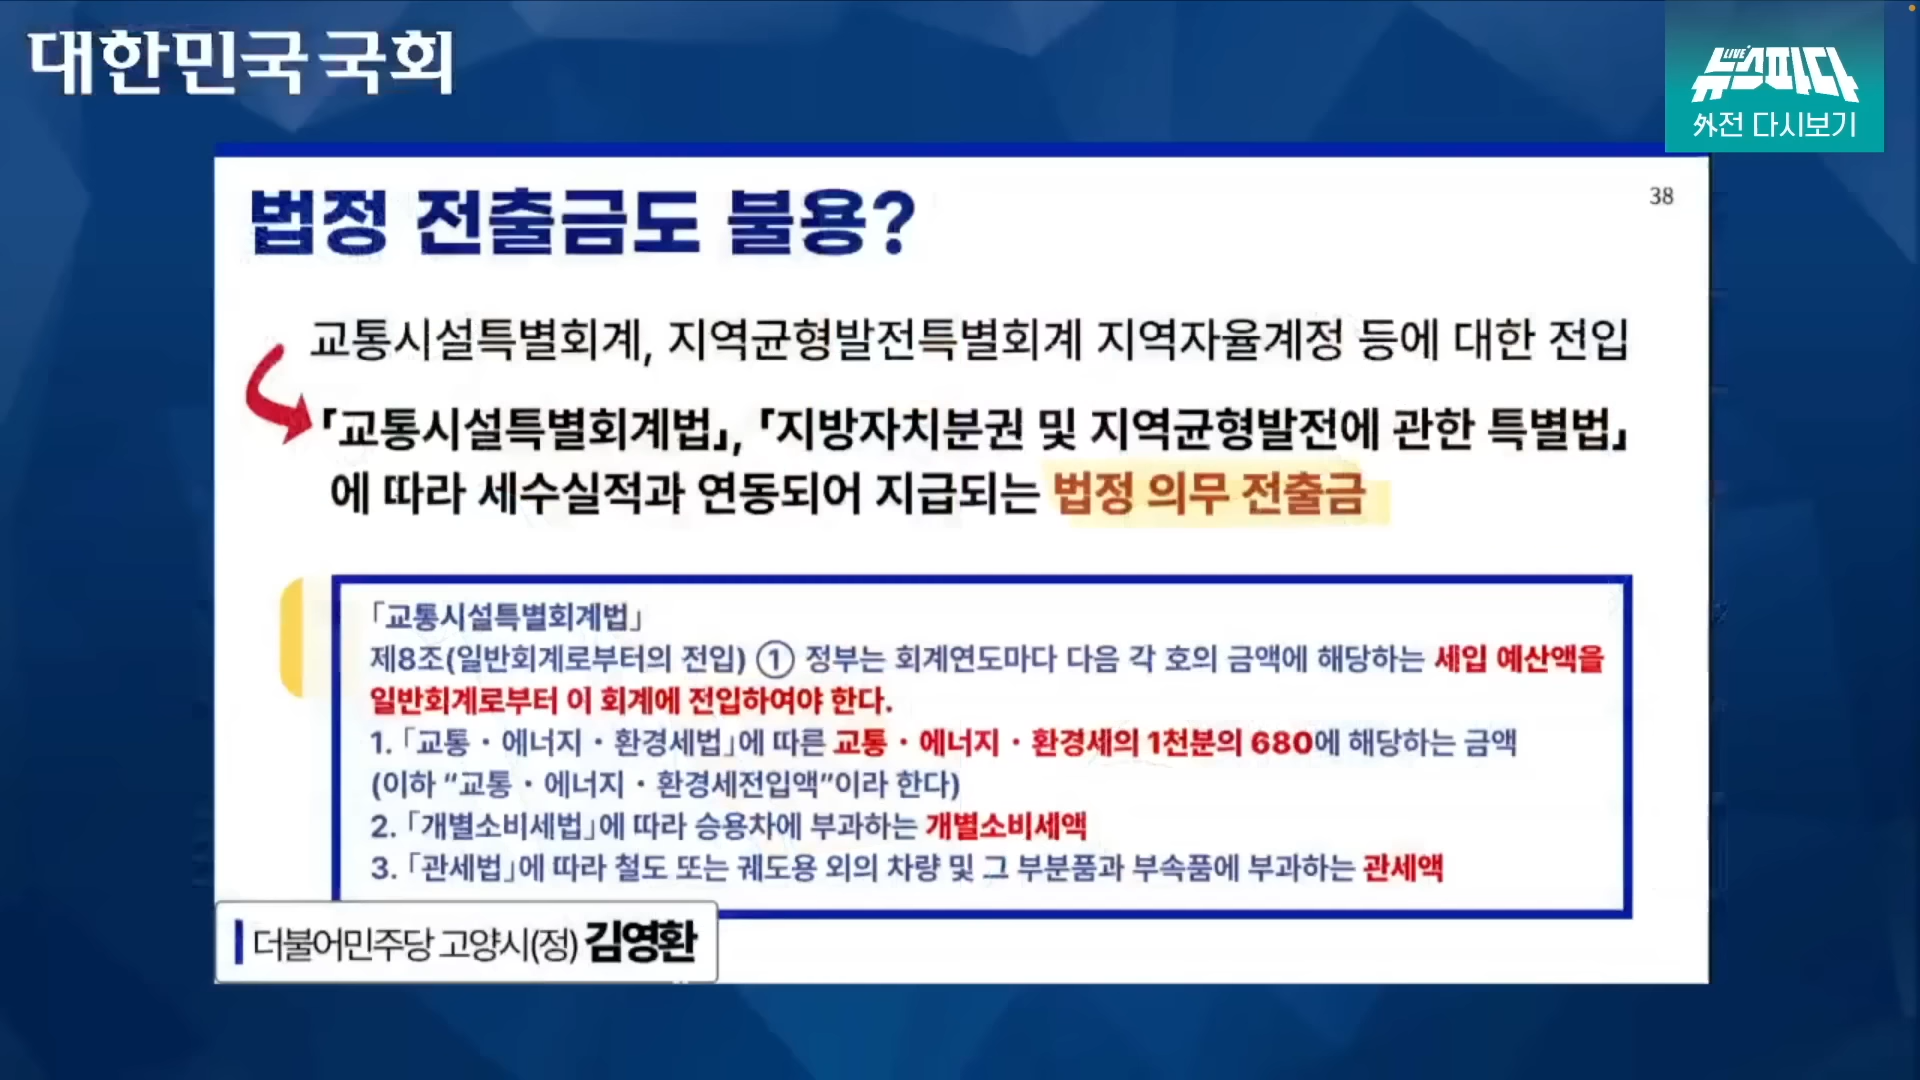 대한민국 국회
LIVE
뉴스피다
外전 다시보기
38
법정 전출금도 불용?
교통시설특별회계, 지역균형발전특별회계 지역자율계정 등에 대한 전입
「교통시설특별회계법」, 「지방자치분권 및 지역균형발전에 관한 특별법」
에 따라 세수실적과 연동되어 지급되는 법정 의무 전출금
「교통시설특별회계법」
제8조(일반회계로부터의 전입) ① 정부는 회계연도마다 다음 각 호의 금액에 해당하는 세입 예산액을
일반회계로부터 이 회계에 전입하여야 한다.
1. 「교통·에너지·환경세법」에 따른 교통·에너지·환경세의 1천분의 680에 해당하는 금액
(이하 “교통·에너지·환경세전입액”이라 한다)
2. 「개별소비세법」에 따라 승용차에 부과하는 개별소비세액
3. 「관세법」에 따라 철도 또는 궤도용 외의 차량 및 그 부분품과 부속품에 부과하는 관세액
더불어민주당 고양시(정) 김영환